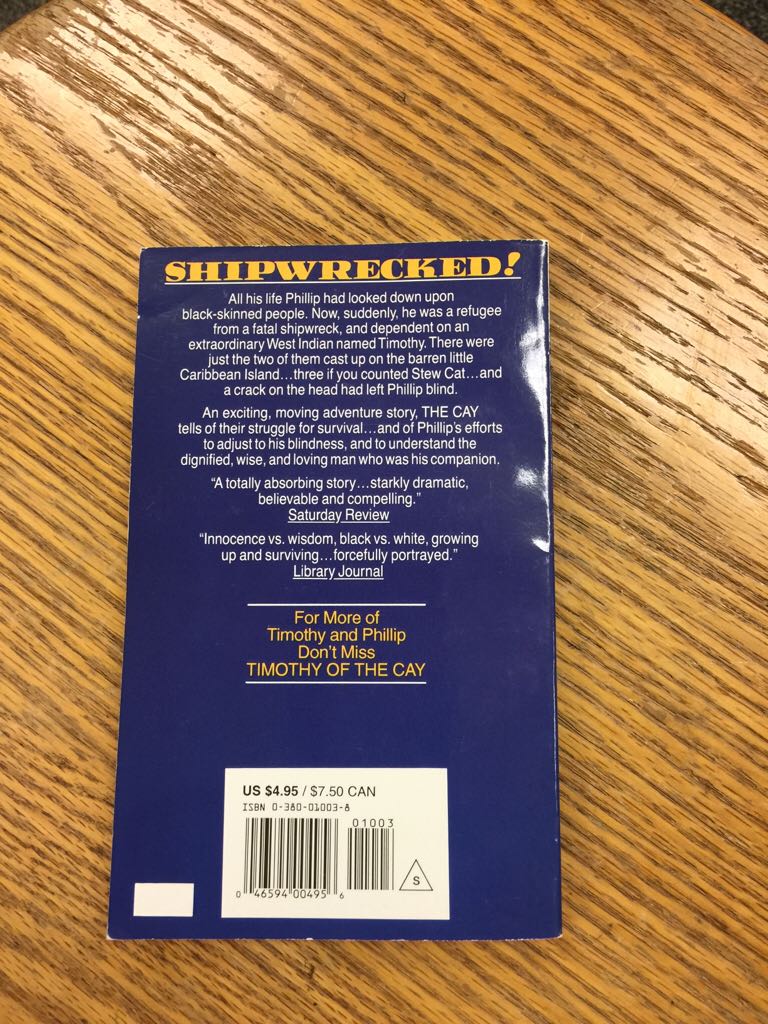 SHIPWRECKED!
All his life Phillip had looked down upon
black-skinned people. Now, suddenly, he was a refugee
from a fatal shipwreck, and dependent on an
extraordinary West Indian named Timothy. There were
just the two of them cast up on the barren little
Caribbean Island...three if you counted Stew Cat...and
a crack on the head had left Phillip blind.
An exciting, moving adventure story, THE CAY
tells of their struggle for survival...and of Phillip's efforts
to adjust to his blindness, and to understand the
dignified, wise, and loving man who was his companion.
"A totally absorbing story...starkly dramatic,
believable and compelling."
Saturday Review
"Innocence vs. wisdom, black vs. white, growing
up and surviving...forcefully portrayed."
Library Journal
For More of
Timothy and Phillip
Don't Miss
TIMOTHY OF THE CAY
US $4.95 / $7.50 CAN
ISBN 0-380-01003-8
01003
S
0 46594 00495 6